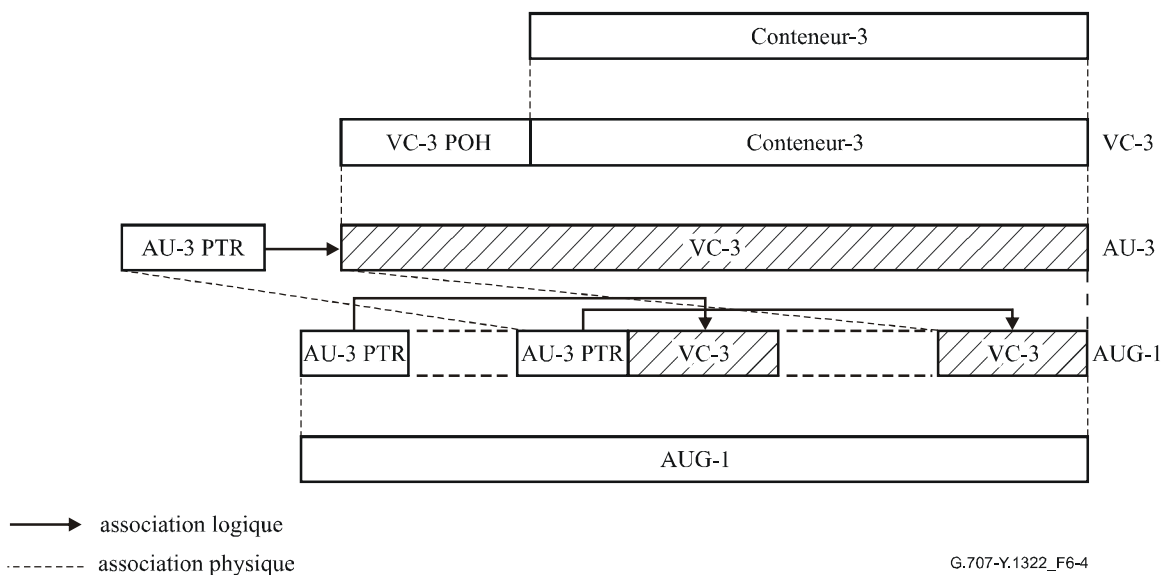 Conteneur-3
VC-3 POH Conteneur-3 VC-3
AU-3 PTR VC-3 AU-3
AU-3 PTR AU-3 PTR VC-3 VC-3 AUG-1
AUG-1
association logique
association physique
G.707-Y.1322_F6-4